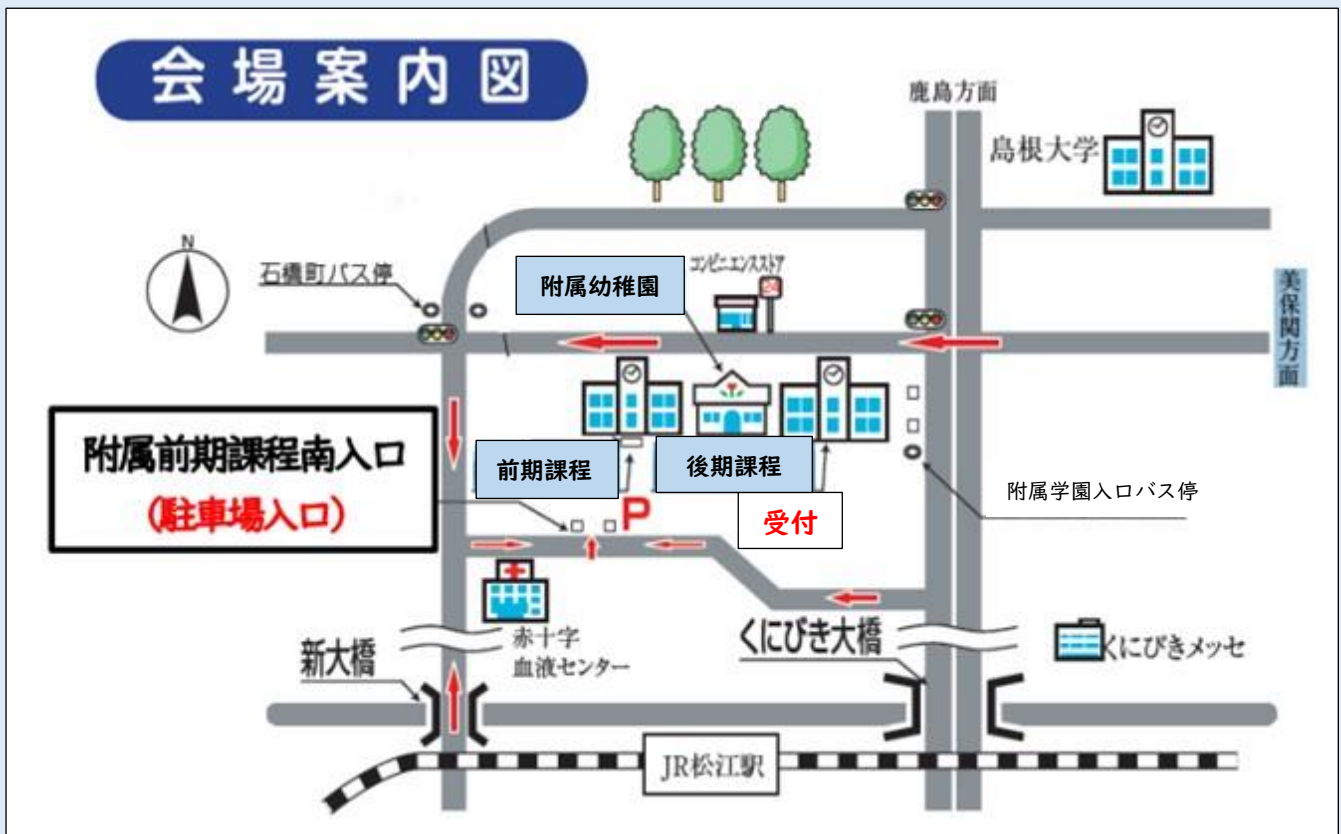 会場案内図
鹿島方面
島根大学
N
石橋町バス停
コンビニエンスストア
24
附属幼稚園
美保関方面
附属前期課程南入口
(駐車場入口)
前期課程
後期課程
附属学園入口バス停
P
受付
赤十字
血液センター
新大橋
くにびき大橋
くにびきメッセ
JR松江駅